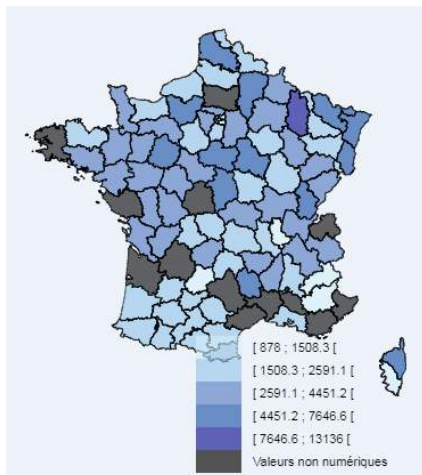 [ 878 ; 1508.3 [
[ 1508.3 ; 2591.1 [
[ 2591.1 ; 4451.2 [
[ 4451.2 ; 7646.6 [
[ 7646.6 ; 13136 [
Valeurs non numériques